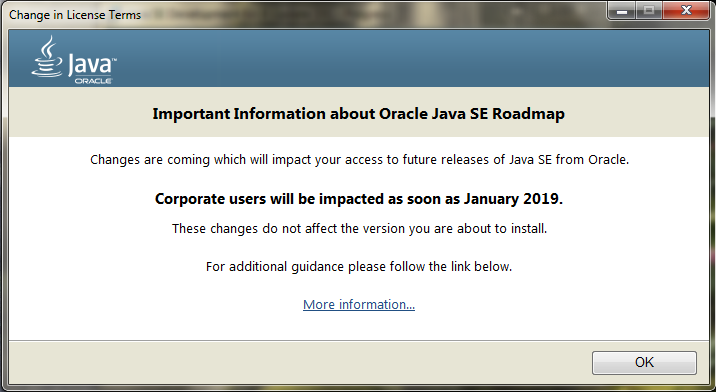 Change in License Terms
Java™
ORACLE
Important Information about Oracle Java SE Roadmap
Changes are coming which will impact your access to future releases of Java SE from Oracle.
Corporate users will be impacted as soon as January 2019.
These changes do not affect the version you are about to install.
For additional guidance please follow the link below.
More information...
OK